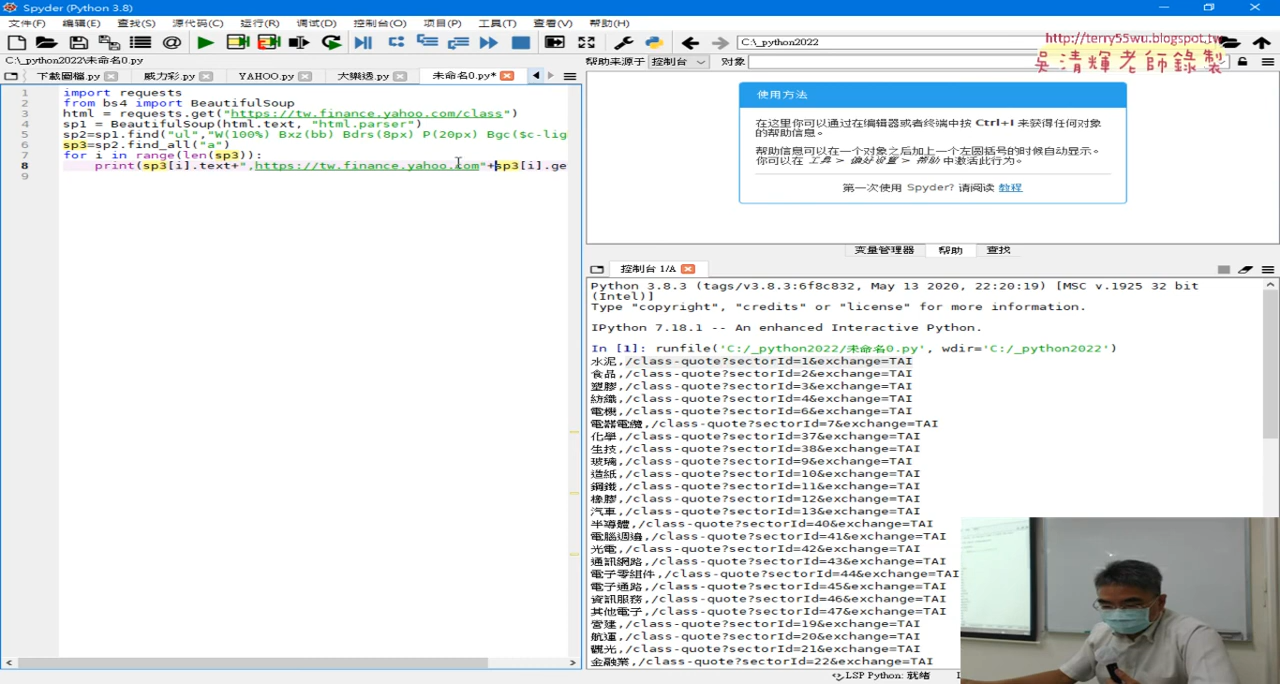 Spyder (Python 3.8)
文件(F) 编辑(E) 查找(S) 源代码(C) 运行(R) 调试(D) 控制台(O) 项目(P) 工具(T) 查看(V) 帮助(H)
C:\_python2022
http://terry55wu.blogspot.tw
吳清輝老師錄製
C:\_python2022\未命名0.py
下載圖檔.py 威力彩.py YAHOO.py 大樂透.py 未命名0.py*
帮助来源于 控制台 对象
1 import requests
2 from bs4 import BeautifulSoup
3 html = requests.get("https://tw.finance.yahoo.com/class")
4 sp1 = BeautifulSoup(html.text, "html.parser")
5 sp2=sp1.find("ul","W(100%) Bxz(bb) Bdrs(8px) P(20px) Bgc($c-lig
6 sp3=sp2.find_all("a")
7 for i in range(len(sp3)):
8 print(sp3[i].text+",https://tw.finance.yahoo.com"+sp3[i].ge
9
使用方法
在这里你可以通过在编辑器或者终端中按 Ctrl+I 来获得任何对象
的帮助信息。
帮助信息可以在一个对象之后加上一个左圆括号的时候自动显示。
你可以在 工具 > 偏好设置 > 帮助 中激活此行为。
第一次使用 Spyder? 请阅读 教程
变量管理器 帮助 查找
控制台 1/A
Python 3.8.3 (tags/v3.8.3:6f8c832, May 13 2020, 22:20:19) [MSC v.1925 32 bit
(Intel)]
Type "copyright", "credits" or "license" for more information.
IPython 7.18.1 -- An enhanced Interactive Python.
In [1]: runfile('C:/_python2022/未命名0.py', wdir='C:/_python2022')
水泥,/class-quote?sectorId=1&exchange=TAI
食品,/class-quote?sectorId=2&exchange=TAI
塑膠,/class-quote?sectorId=3&exchange=TAI
紡織,/class-quote?sectorId=4&exchange=TAI
電機,/class-quote?sectorId=6&exchange=TAI
電器電纜,/class-quote?sectorId=7&exchange=TAI
化學,/class-quote?sectorId=37&exchange=TAI
生技,/class-quote?sectorId=38&exchange=TAI
玻璃,/class-quote?sectorId=9&exchange=TAI
造紙,/class-quote?sectorId=10&exchange=TAI
鋼鐵,/class-quote?sectorId=11&exchange=TAI
橡膠,/class-quote?sectorId=12&exchange=TAI
汽車,/class-quote?sectorId=13&exchange=TAI
半導體,/class-quote?sectorId=40&exchange=TAI
電腦週邊,/class-quote?sectorId=41&exchange=TAI
光電,/class-quote?sectorId=42&exchange=TAI
通訊網路,/class-quote?sectorId=43&exchange=TAI
電子零組件,/class-quote?sectorId=44&exchange=TAI
電子通路,/class-quote?sectorId=45&exchange=TAI
資訊服務,/class-quote?sectorId=46&exchange=TAI
其他電子,/class-quote?sectorId=47&exchange=TAI
營建,/class-quote?sectorId=19&exchange=TAI
航運,/class-quote?sectorId=20&exchange=TAI
觀光,/class-quote?sectorId=21&exchange=TAI
金融業,/class-quote?sectorId=22&exchange=TAI
LSP Python: 就绪